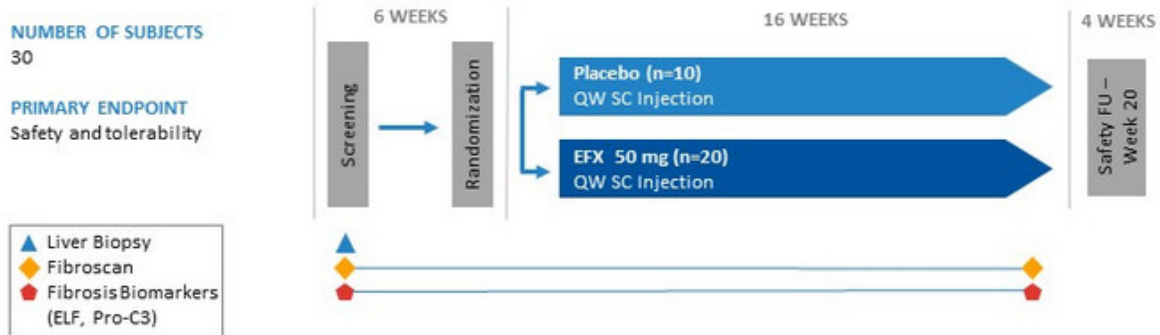 NUMBER OF SUBJECTS
30
PRIMARY ENDPOINT
Safety and tolerability
6 WEEKS
16 WEEKS
4 WEEKS
Screening
Randomization
Placebo (n=10)
QW SC Injection
EFX 50 mg (n=20)
QW SC Injection
Safety FU –
Week 20
Liver Biopsy
Fibroscan
Fibrosis Biomarkers
(ELF, Pro-C3)